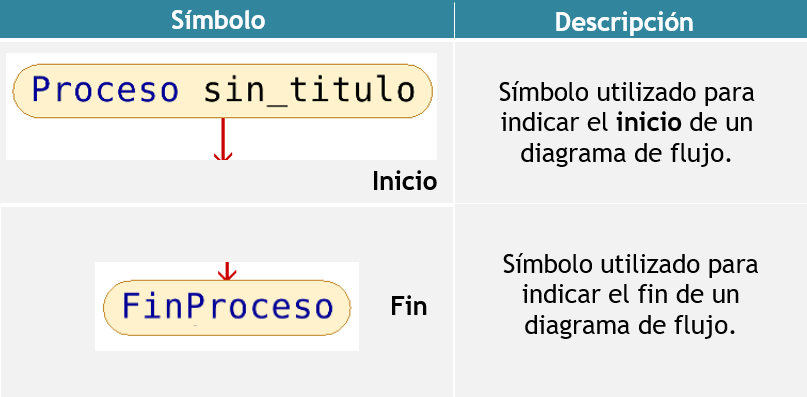 Símbolo
Descripción
Proceso sin_titulo
Inicio
Símbolo utilizado para
indicar el inicio de un
diagrama de flujo.
FinProceso
Fin
Símbolo utilizado para
indicar el fin de un
diagrama de flujo.